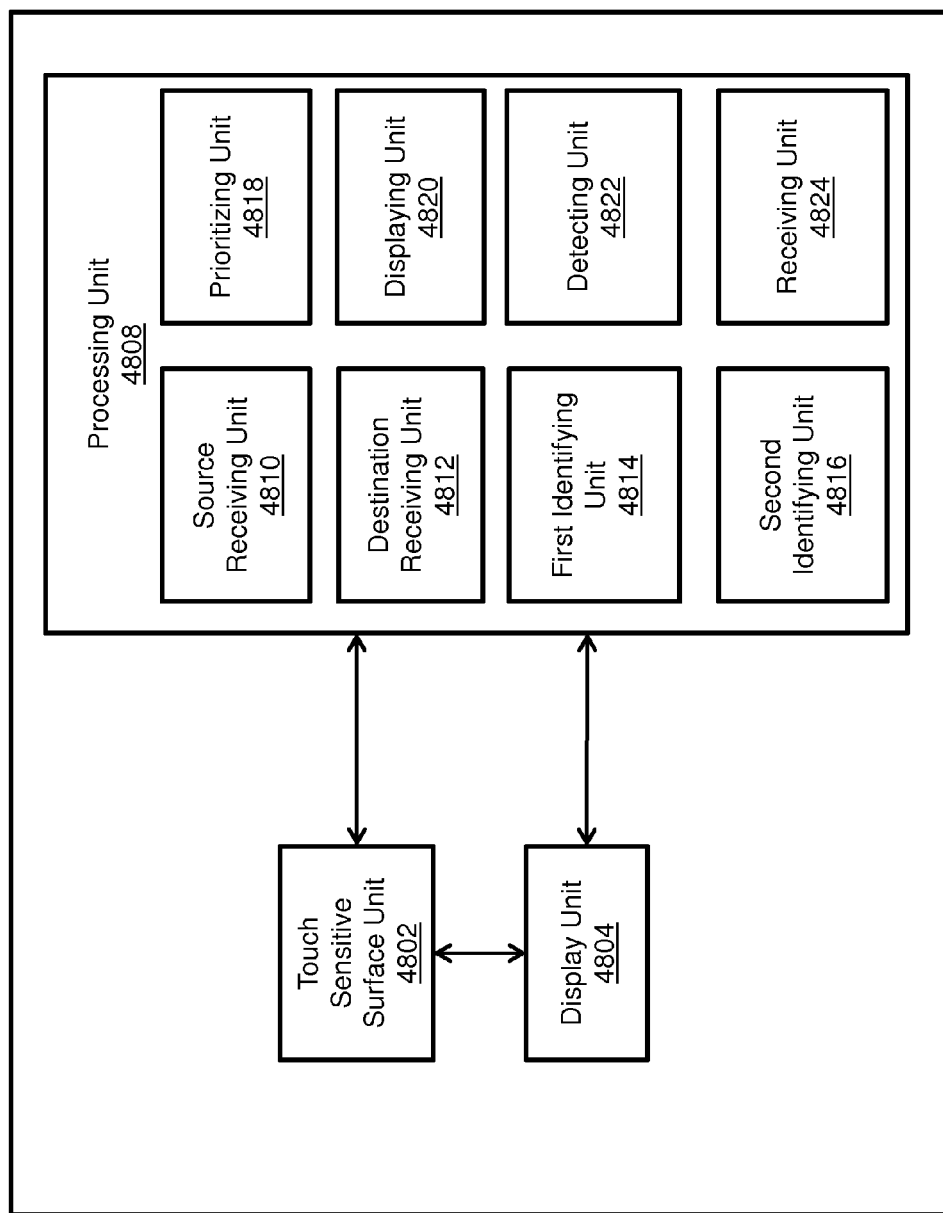 Processing Unit
4808
Source
Receiving Unit
4810
Prioritizing Unit
4818
Destination
Receiving Unit
4812
Displaying Unit
4820
First Identifying
Unit
4814
Detecting Unit
4822
Second
Identifying Unit
4816
Receiving Unit
4824
Touch
Sensitive
Surface Unit
4802
Display Unit
4804